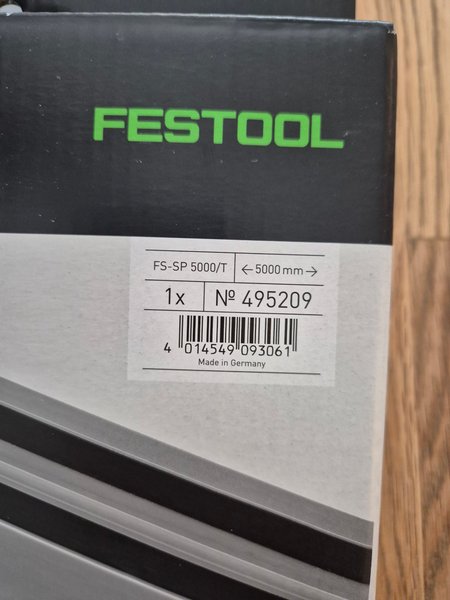 FESTOOL
FS-SP 5000/T ←5000 mm→
1x Nº 495209
4 014549 093061
Made in Germany